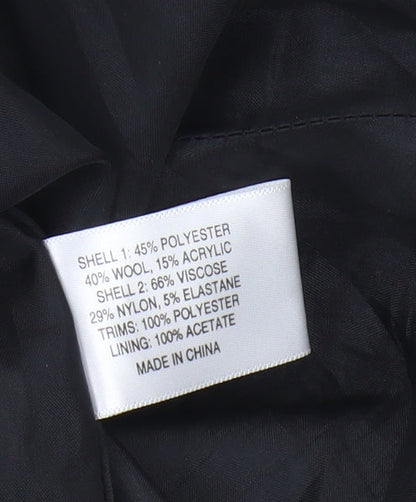 SHELL 1: 45% POLYESTER
40% WOOL, 15% ACRYLIC
SHELL 2: 66% VISCOSE
29% NYLON, 5% ELASTANE
TRIMS: 100% POLYESTER
LINING: 100% ACETATE
MADE IN CHINA